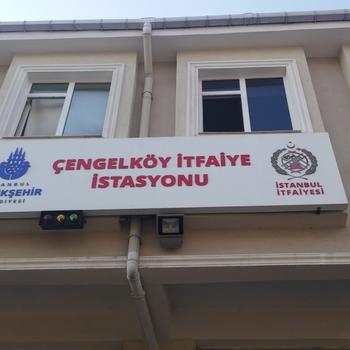 ÇENGELKÖY İTFAİYE
İSTASYONU
İSTANBUL
İTFAİYESİ